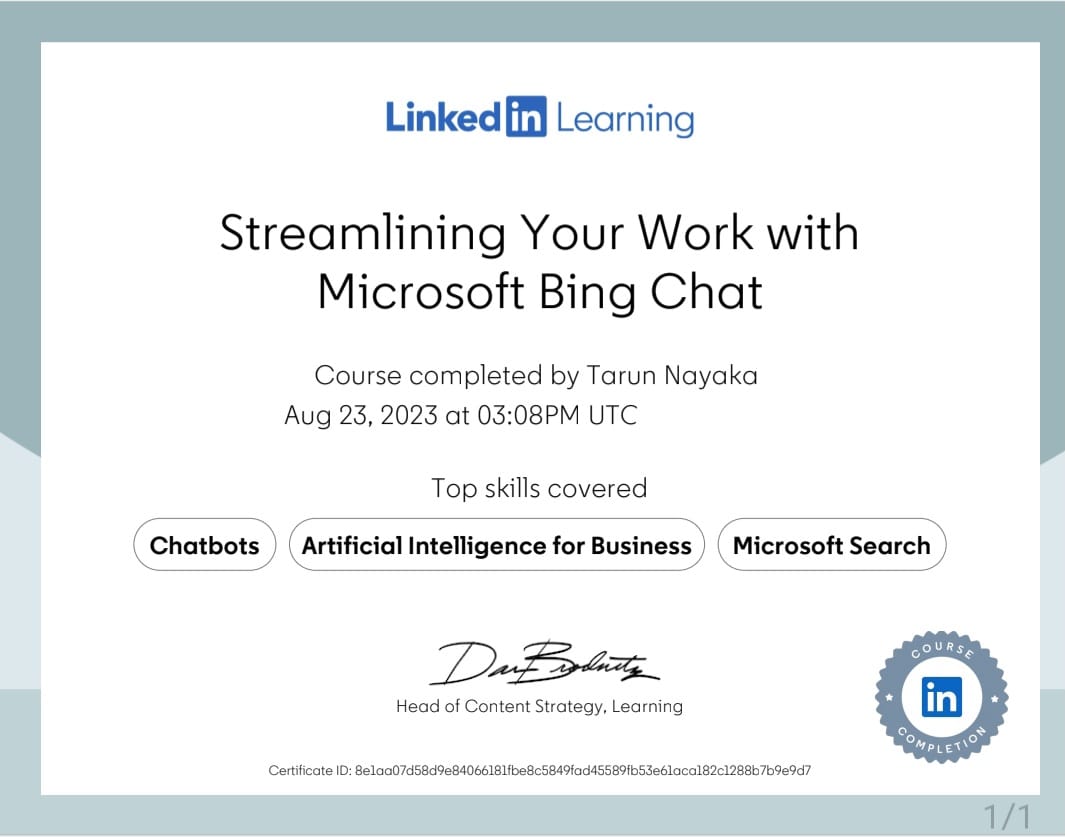 Linked in Learning
Streamlining Your Work with
Microsoft Bing Chat
Course completed by Tarun Nayaka
Aug 23, 2023 at 03:08PM UTC
Top skills covered
Chatbots Artificial Intelligence for Business Microsoft Search
Dan Brodnitz
Head of Content Strategy, Learning
COURSE
in
COMPLETION
Certificate ID: 8e1aa07d58d9e84066181fbe8c5849fad45589fb53e61aca182c1288b7b9e9d7
1/1